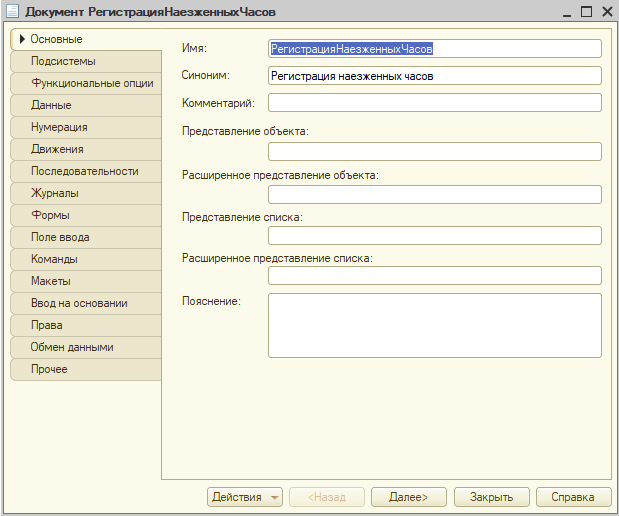 Документ РегистрацияНаезженныхЧасов
Основные
Подсистемы
Функциональные опции
Данные
Нумерация
Движения
Последовательности
Журналы
Формы
Поле ввода
Команды
Макеты
Ввод на основании
Права
Обмен данными
Прочее
Имя: РегистрацияНаезженныхЧасов
Синоним: Регистрация наезженных часов
Комментарий:
Представление объекта:
Расширенное представление объекта:
Представление списка:
Расширенное представление списка:
Пояснение:
Действия <Назад Далее> Закрыть Справка